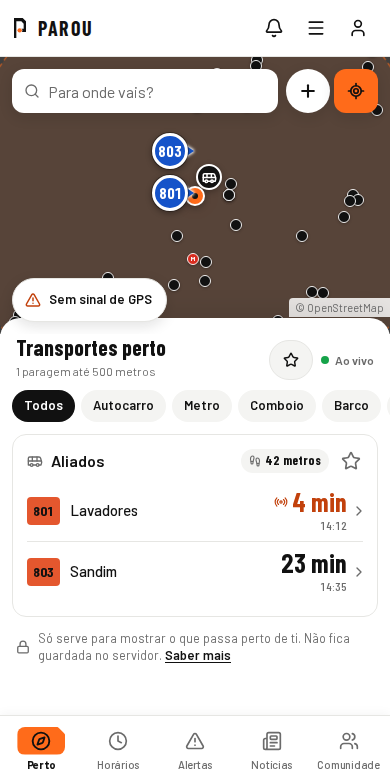 PAROU
Para onde vais?
803
801
M
Sem sinal de GPS
© OpenStreetMap
Transportes perto
1 paragem até 500 metros
Ao vivo
Todos
Autocarro
Metro
Comboio
Barco
Aliados
42 metros
801
Lavadores
4 min
14:12
803
Sandim
23 min
14:35
Só serve para mostrar o que passa perto de ti. Não fica
guardada no servidor. Saber mais
Perto
Horários
Alertas
Notícias
Comunidade